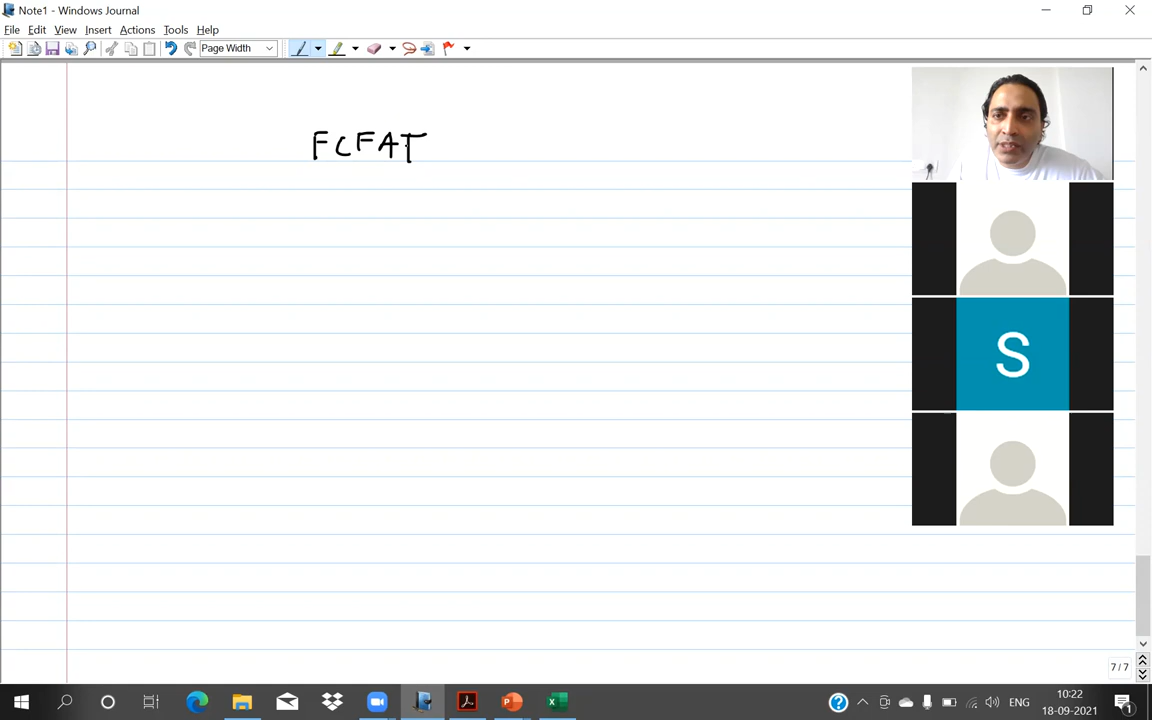 Note1 - Windows Journal
File Edit View Insert Actions Tools Help
Page Width
FCFAT
S
7/7
ENG
10:22
18-09-2021
1